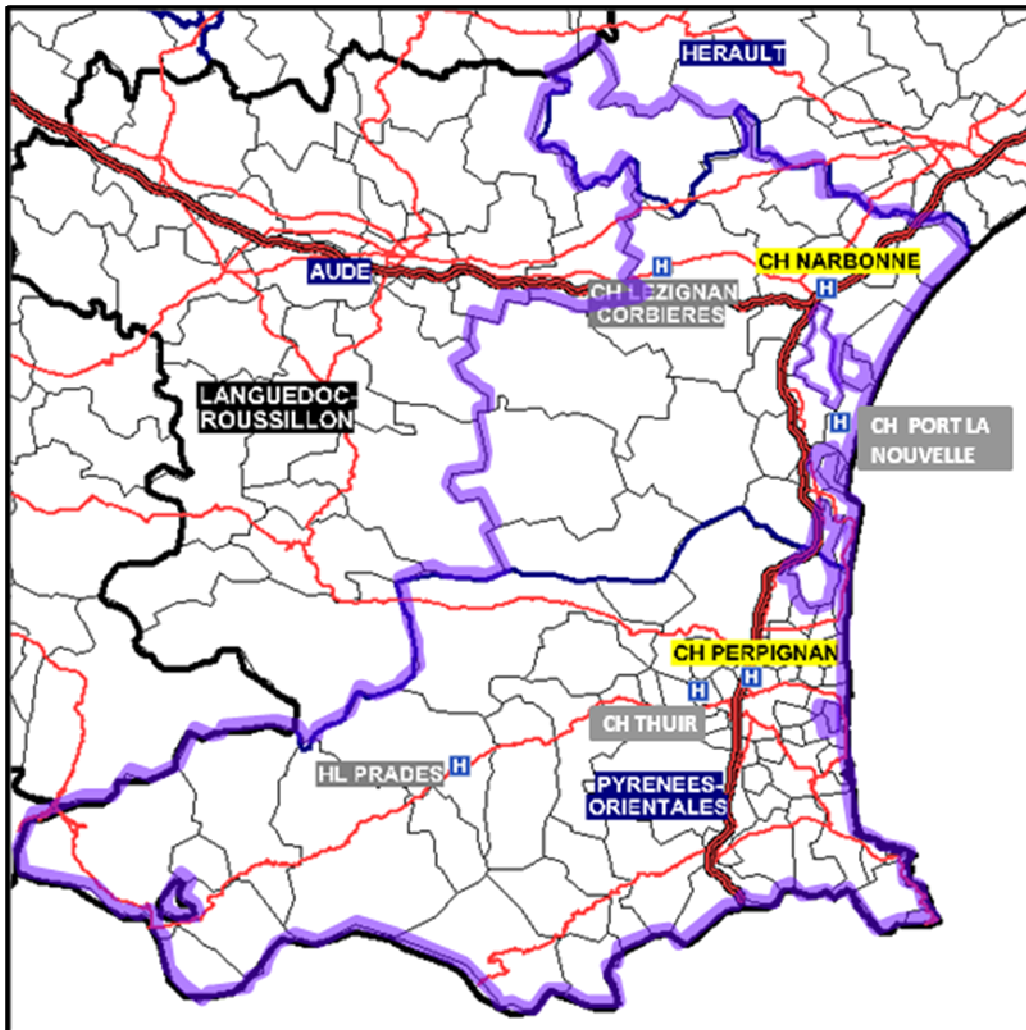 HERAULT
CH NARBONNE
H
AUDE
H
CH LEZIGNAN
CORBIERES
LANGUEDOC-
ROUSSILLON
H
CH PORT LA
NOUVELLE
CH PERPIGNAN
H
H
CH THUIR
HL PRADES
H
PYRENEES-
ORIENTALES